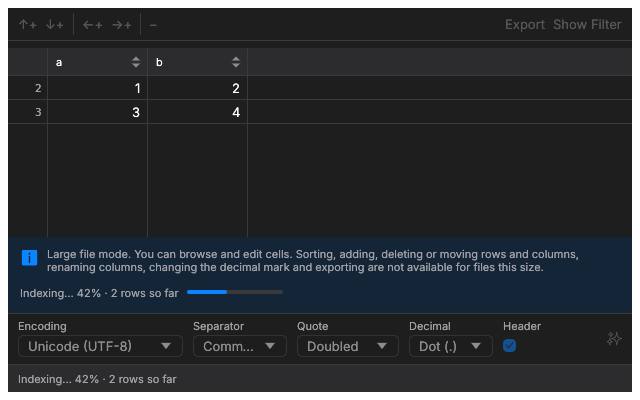 ↑+ ↓+ ←+ →+ − Export Show Filter
a b
2 1 2
3 3 4
Large file mode. You can browse and edit cells. Sorting, adding, deleting or moving rows and columns,
renaming columns, changing the decimal mark and exporting are not available for files this size.
Indexing... 42% · 2 rows so far
Encoding Separator Quote Decimal Header
Unicode (UTF-8) Comm... Doubled Dot (.)
Indexing... 42% · 2 rows so far